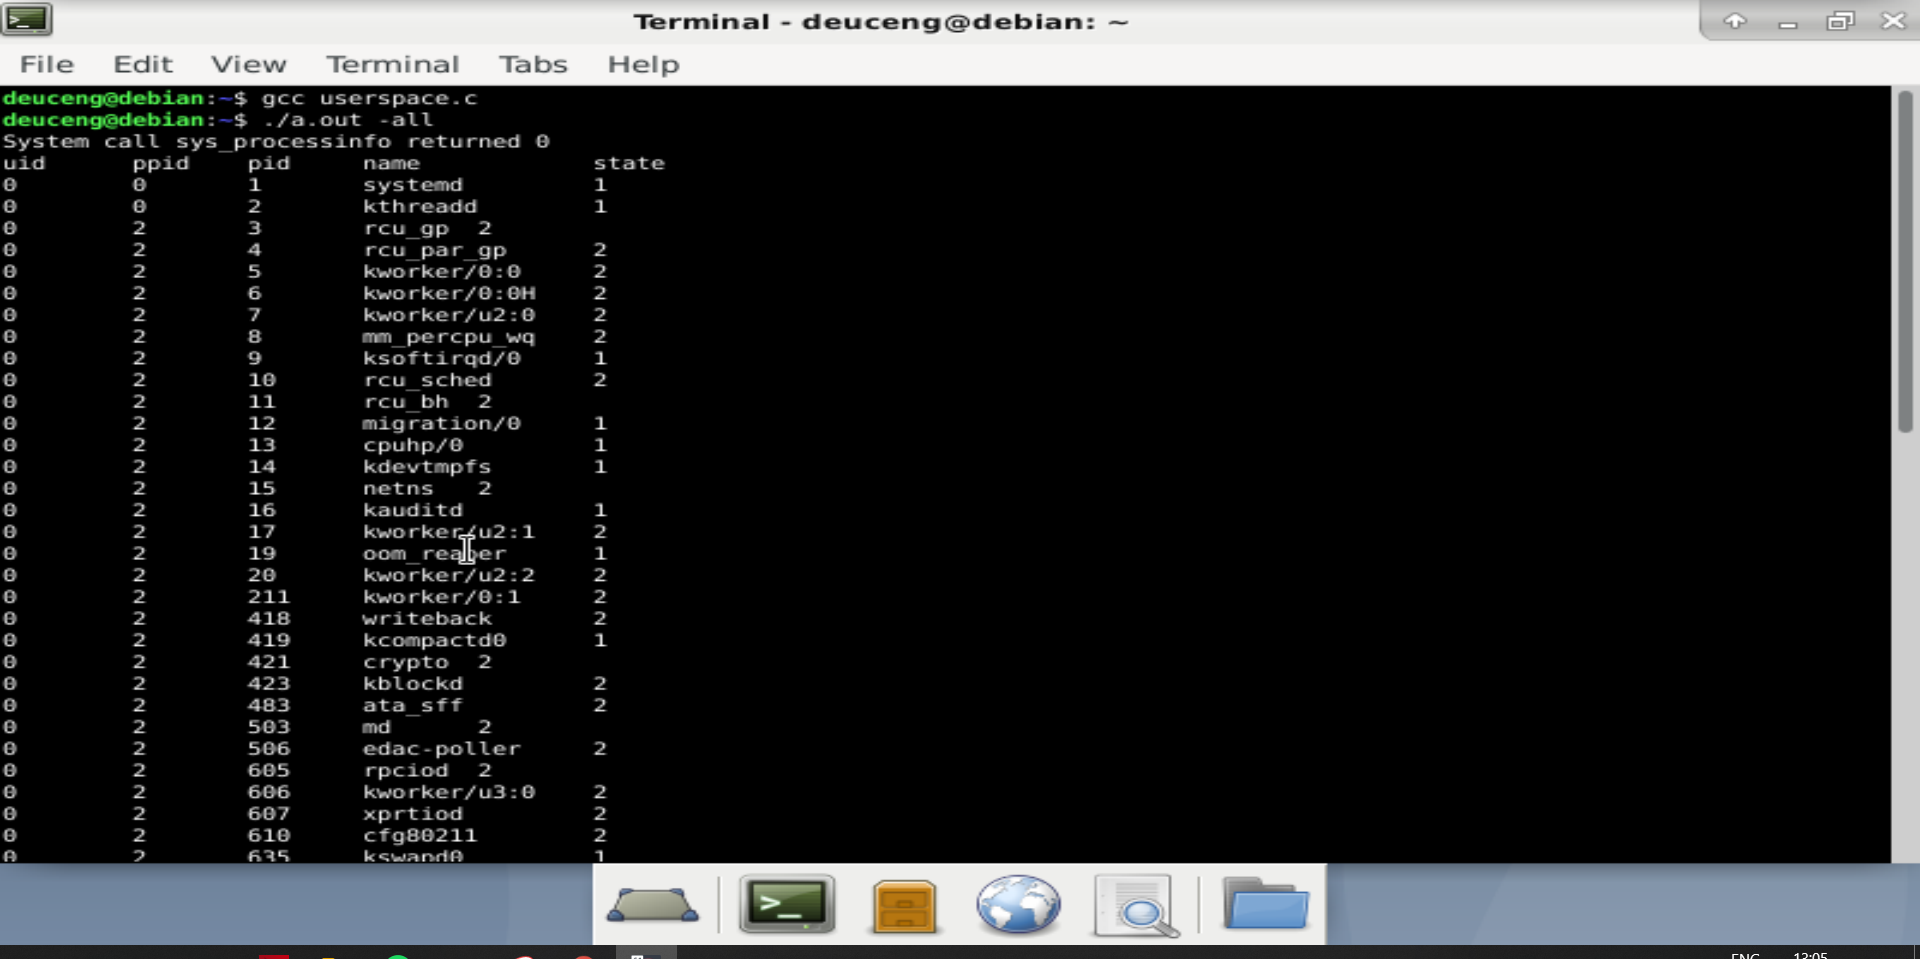 Terminal - deuceng@debian: ~
File Edit View Terminal Tabs Help
deuceng@debian:~$ gcc userspace.c
deuceng@debian:~$ ./a.out -all
System call sys_processinfo returned 0
uid ppid pid name state
0 0 1 systemd 1
0 0 2 kthreadd 1
0 2 3 rcu_gp 2
0 2 4 rcu_par_gp 2
0 2 5 kworker/0:0 2
0 2 6 kworker/0:0H 2
0 2 7 kworker/u2:0 2
0 2 8 mm_percpu_wq 2
0 2 9 ksoftirqd/0 1
0 2 10 rcu_sched 2
0 2 11 rcu_bh 2
0 2 12 migration/0 1
0 2 13 cpuhp/0 1
0 2 14 kdevtmpfs 1
0 2 15 netns 2
0 2 16 kauditd 1
0 2 17 kworker/u2:1 2
0 2 19 oom_reaper 1
0 2 20 kworker/u2:2 2
0 2 211 kworker/0:1 2
0 2 418 writeback 2
0 2 419 kcompactd0 1
0 2 421 crypto 2
0 2 423 kblockd 2
0 2 483 ata_sff 2
0 2 503 md 2
0 2 506 edac-poller 2
0 2 605 rpciod 2
0 2 606 kworker/u3:0 2
0 2 607 xprtiod 2
0 2 610 cfg80211 2
0 2 635 kswapd0 1
ENG 13:05